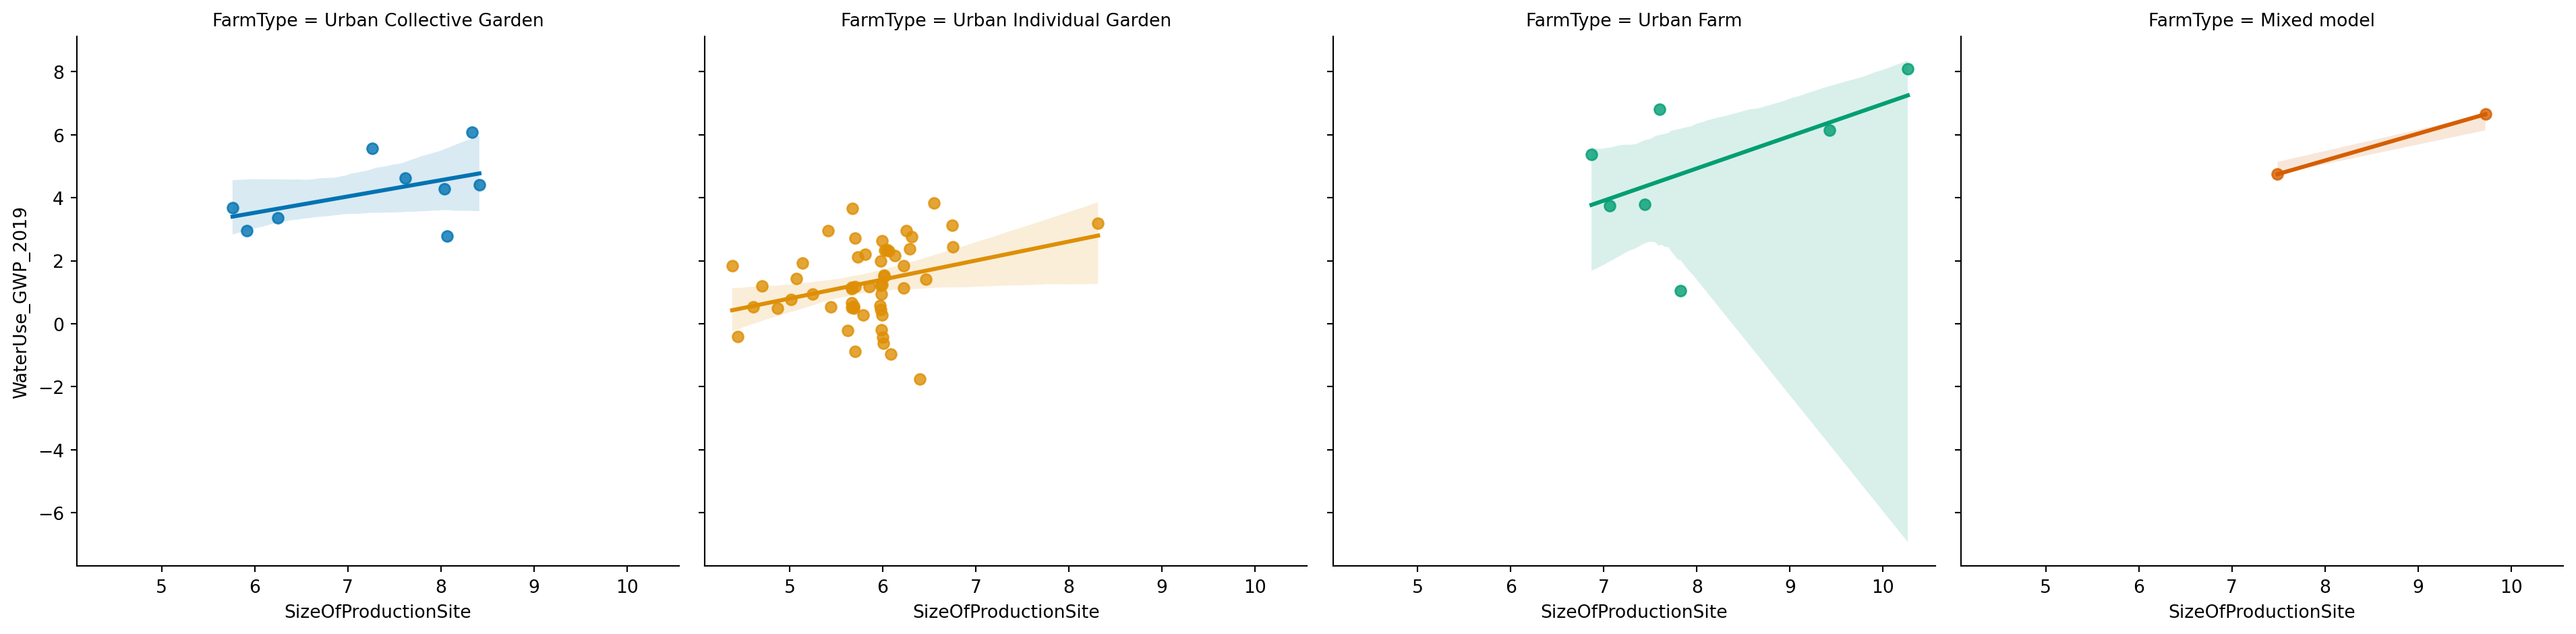 FarmType = Urban Collective Garden
FarmType = Urban Individual Garden
FarmType = Urban Farm
FarmType = Mixed model
WaterUse_GWP_2019
8
6
4
2
0
−2
−4
−6
5 6 7 8 9 10
5 6 7 8 9 10
5 6 7 8 9 10
5 6 7 8 9 10
SizeOfProductionSite
SizeOfProductionSite
SizeOfProductionSite
SizeOfProductionSite